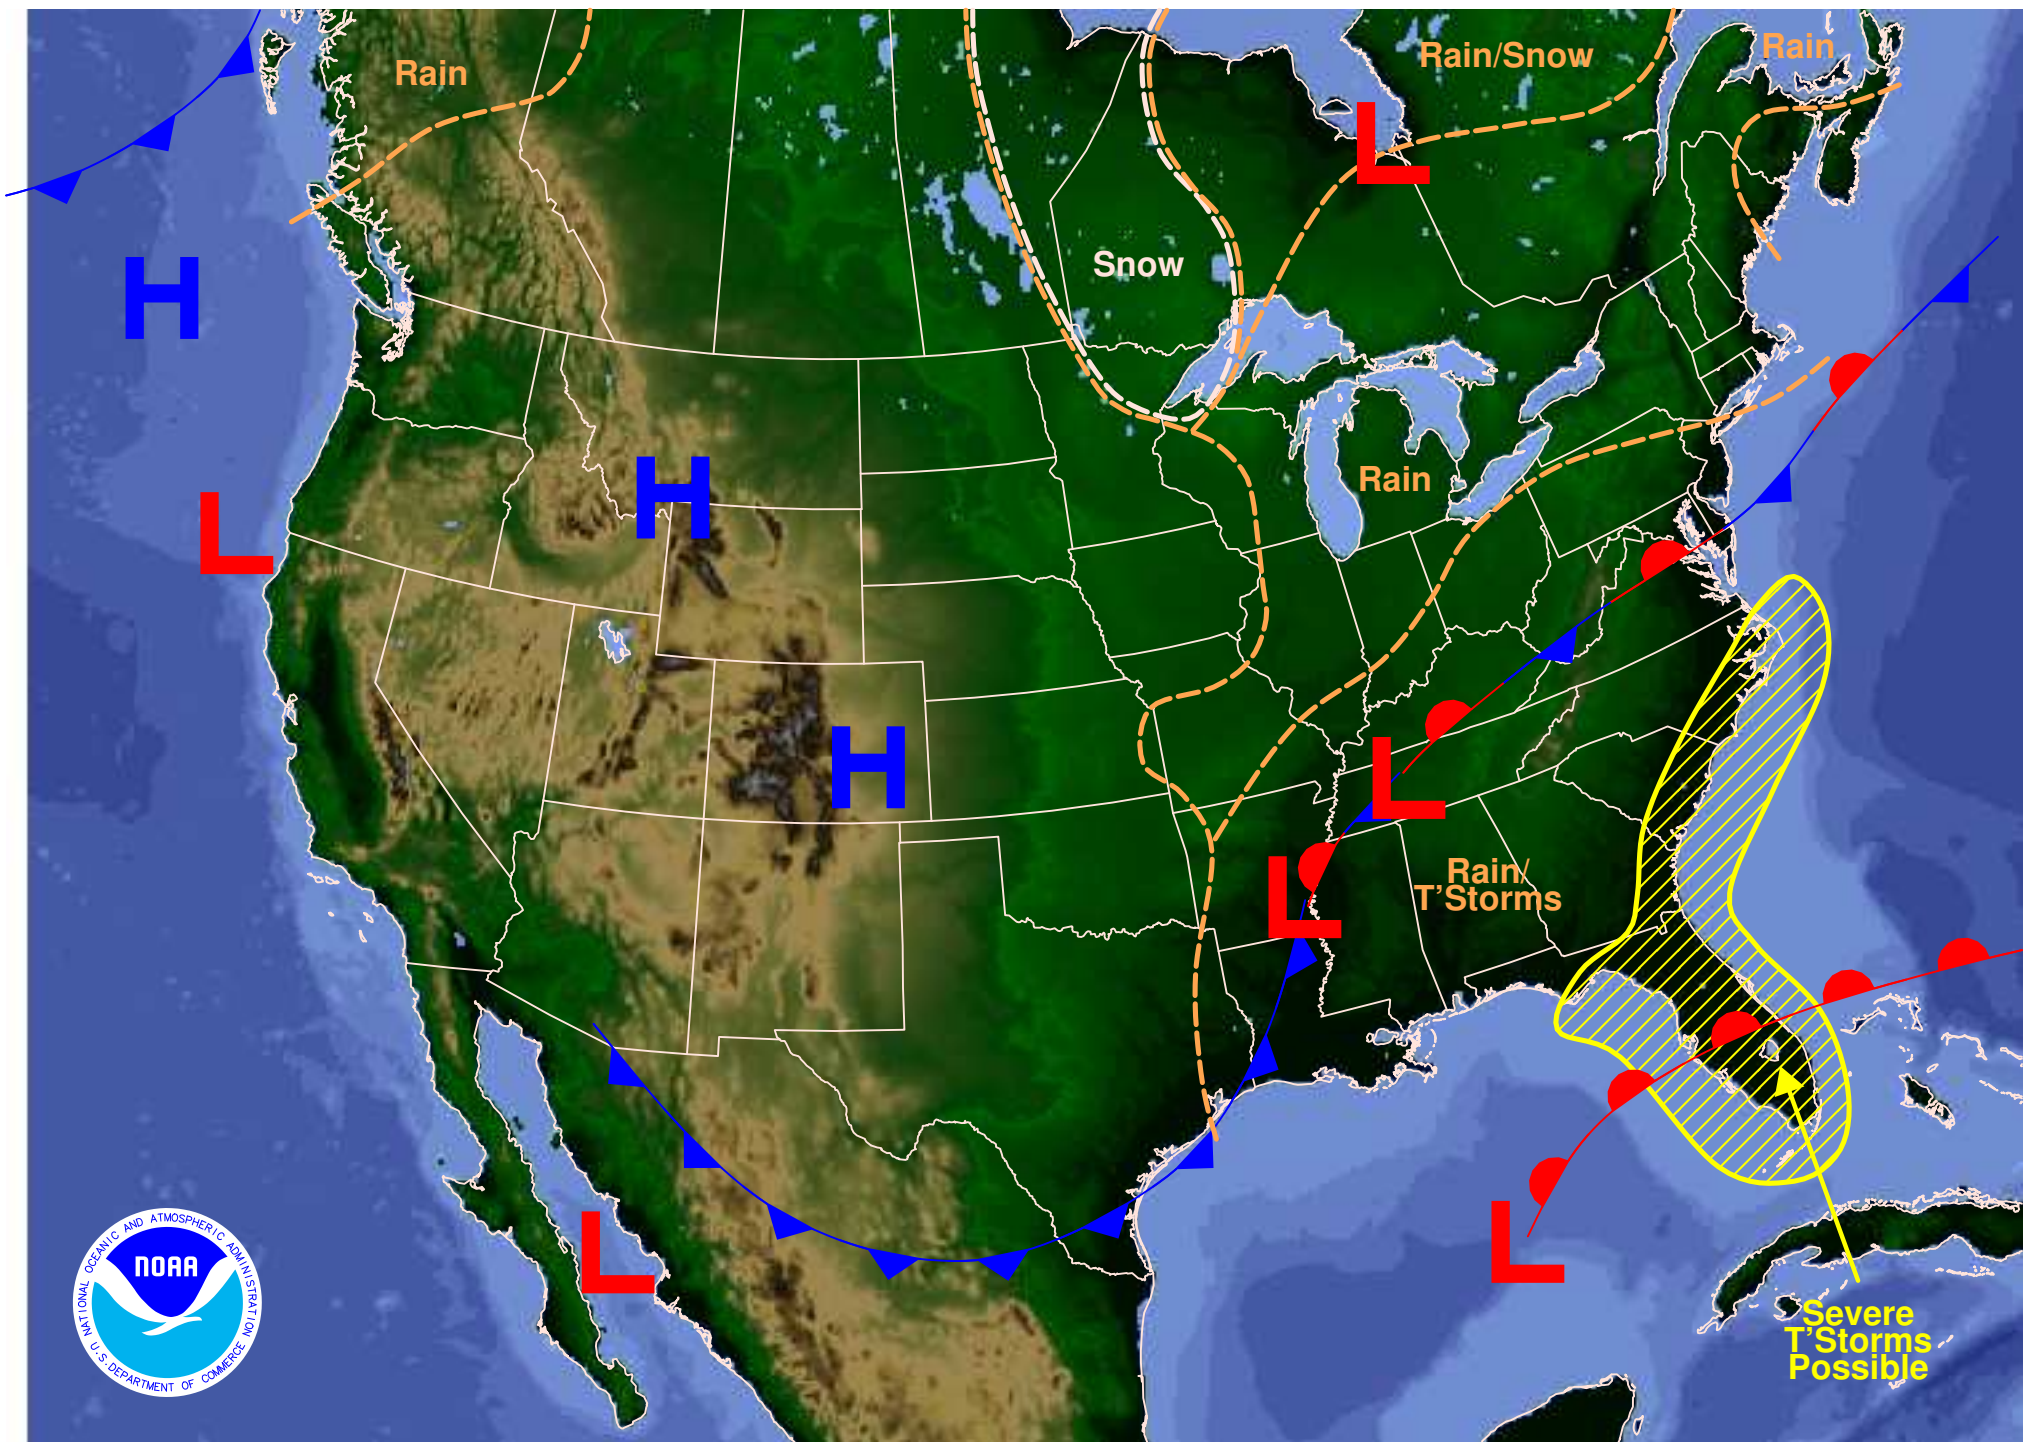 Rain
Rain/Snow
Rain
H
L
Snow
H
L
Rain
H
L
L
Rain/
T'Storms
L
L
Severe
T'Storms
Possible
NATIONAL OCEANIC AND ATMOSPHERIC ADMINISTRATION
NOAA
U.S. DEPARTMENT OF COMMERCE